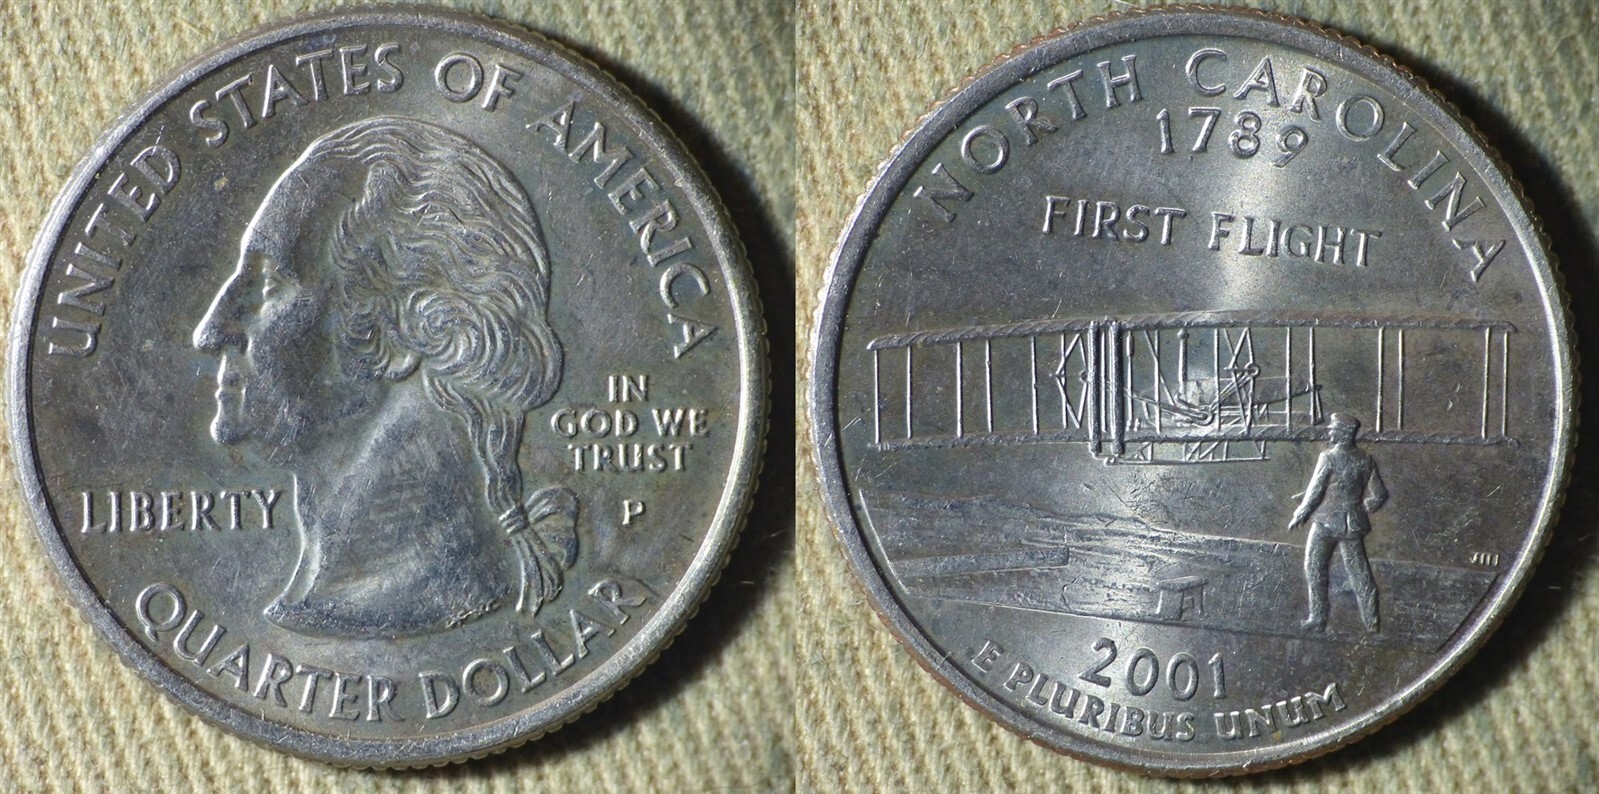 UNITED STATES OF AMERICA
IN
GOD WE
TRUST
LIBERTY
P
QUARTER DOLLAR
NORTH CAROLINA
1789
FIRST FLIGHT
2001
E PLURIBUS UNUM